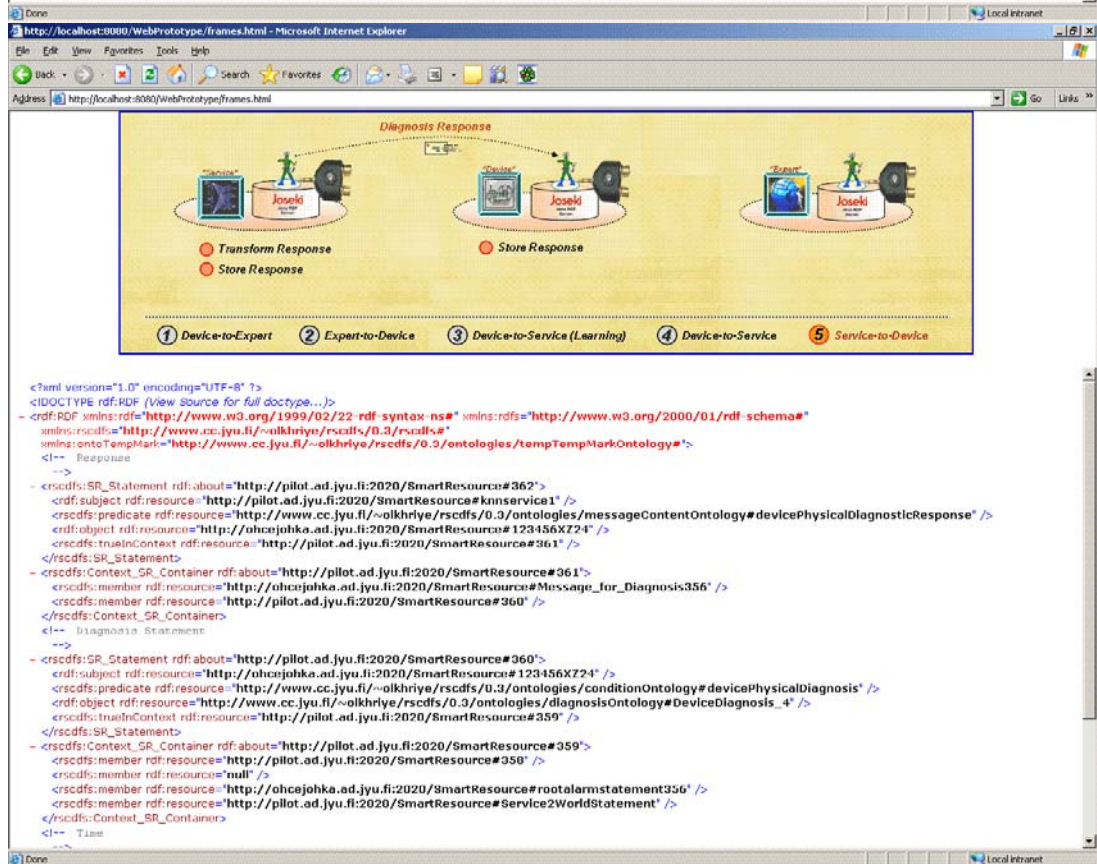 Done
Local intranet
http://localhost:8080/WebPrototype/frames.html - Microsoft Internet Explorer
File Edit View Favorites Tools Help
Back Search Favorites
Address http://localhost:8080/WebPrototype/frames.html Go Links »
Diagnosis Response
"Service" "Device" "Expert"
Joseki Joseki Joseki
Transform Response
Store Response
Store Response
1 Device-to-Expert 2 Expert-to-Device 3 Device-to-Service (Learning) 4 Device-to-Service 5 Service-to-Device
<?xml version="1.0" encoding="UTF-8" ?>
<!DOCTYPE rdf:RDF (View Source for full doctype...)>
- <rdf:RDF xmlns:rdf="http://www.w3.org/1999/02/22-rdf-syntax-ns#" xmlns:rdfs="http://www.w3.org/2000/01/rdf-schema#"
xmlns:rscdfs="http://www.cc.jyu.fi/~olkhriye/rscdfs/0.3/rscdfs#"
xmlns:ontoTempMark="http://www.cc.jyu.fi/~olkhriye/rscdfs/0.3/ontologies/tempTempMarkOntology#">
<!-- Response
-->
- <rscdfs:SR_Statement rdf:about="http://pilot.ad.jyu.fi:2020/SmartResource#362">
<rdf:subject rdf:resource="http://pilot.ad.jyu.fi:2020/SmartResource#knnservice1" />
<rscdfs:predicate rdf:resource="http://www.cc.jyu.fi/~olkhriye/rscdfs/0.3/ontologies/messageContentOntology#devicePhysicalDiagnosticResponse" />
<rdf:object rdf:resource="http://ohcejohka.ad.jyu.fi:2020/SmartResource#123456XZ24" />
<rscdfs:trueInContext rdf:resource="http://pilot.ad.jyu.fi:2020/SmartResource#361" />
</rscdfs:SR_Statement>
- <rscdfs:Context_SR_Container rdf:about="http://pilot.ad.jyu.fi:2020/SmartResource#361">
<rscdfs:member rdf:resource="http://ohcejohka.ad.jyu.fi:2020/SmartResource#Message_for_Diagnosis356" />
<rscdfs:member rdf:resource="http://pilot.ad.jyu.fi:2020/SmartResource#360" />
</rscdfs:Context_SR_Container>
<!-- Diagnosis Statement
-->
- <rscdfs:SR_Statement rdf:about="http://pilot.ad.jyu.fi:2020/SmartResource#360">
<rdf:subject rdf:resource="http://ohcejohka.ad.jyu.fi:2020/SmartResource#123456XZ24" />
<rscdfs:predicate rdf:resource="http://www.cc.jyu.fi/~olkhriye/rscdfs/0.3/ontologies/conditionOntology#devicePhysicalDiagnosis" />
<rdf:object rdf:resource="http://www.cc.jyu.fi/~olkhriye/rscdfs/0.3/ontologies/diagnosisOntology#DeviceDiagnosis_4" />
<rscdfs:trueInContext rdf:resource="http://pilot.ad.jyu.fi:2020/SmartResource#359" />
</rscdfs:SR_Statement>
- <rscdfs:Context_SR_Container rdf:about="http://pilot.ad.jyu.fi:2020/SmartResource#359">
<rscdfs:member rdf:resource="http://pilot.ad.jyu.fi:2020/SmartResource#358" />
<rscdfs:member rdf:resource="null" />
<rscdfs:member rdf:resource="http://ohcejohka.ad.jyu.fi:2020/SmartResource#rootalarmstatement356" />
<rscdfs:member rdf:resource="http://pilot.ad.jyu.fi:2020/SmartResource#Service2WorldStatement" />
</rscdfs:Context_SR_Container>
<!-- Time
-->
Done
Local intranet